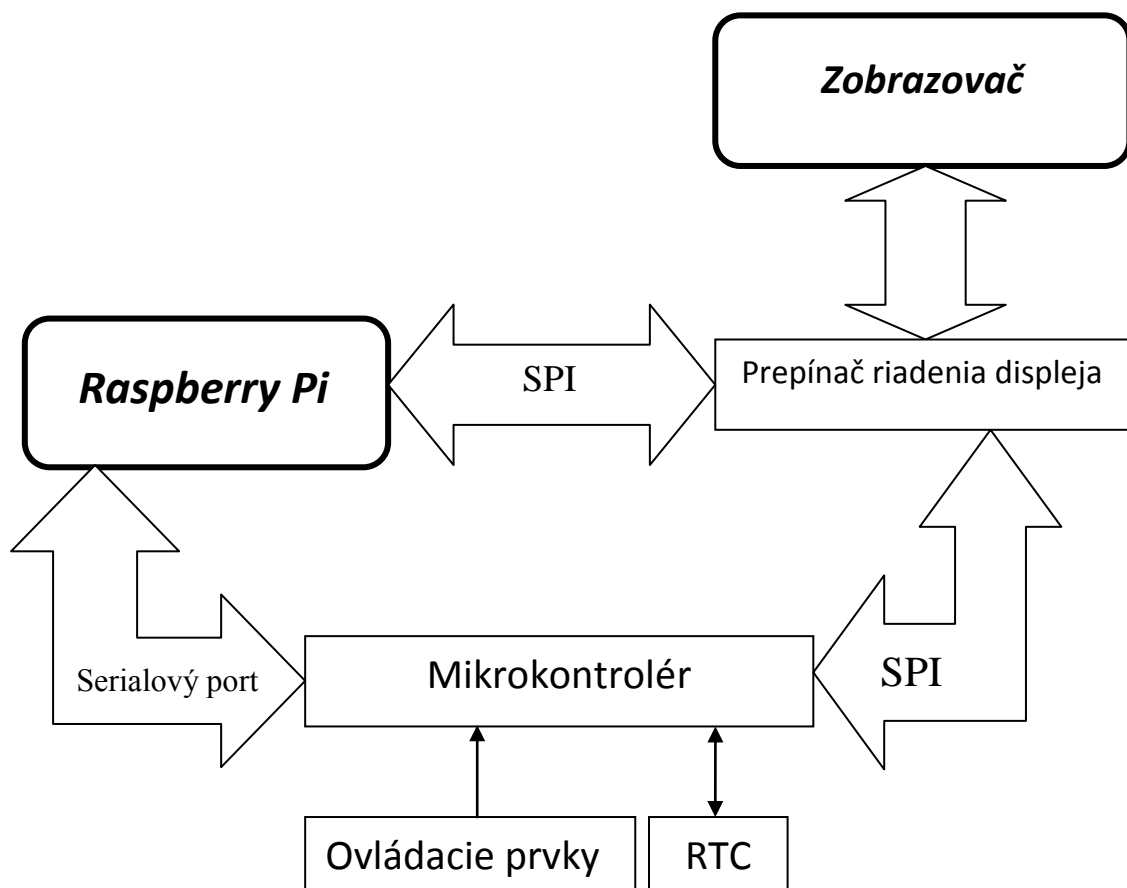 Zobrazovač
Raspberry Pi
SPI
Prepínač riadenia displeja
Serialový port
Mikrokontrolér
SPI
Ovládacie prvky
RTC